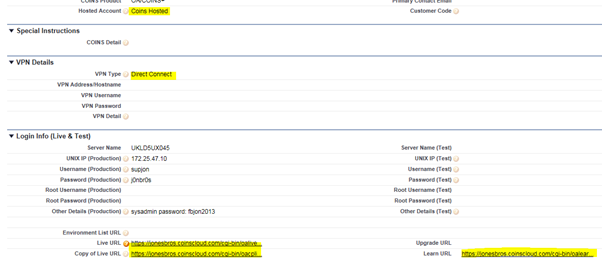 COINS Product OA/COINS+ Primary Contact Email
Hosted Account Coins Hosted Customer Code
Special Instructions
COINS Detail
VPN Details
VPN Type Direct Connect
VPN Address/Hostname
VPN Username
VPN Password
VPN Detail
Login Info (Live & Test)
Server Name UKLD5UX045 Server Name (Test)
UNIX IP (Production) 172.25.47.10 UNIX IP (Test)
Username (Production) supjon Username (Test)
Password (Production) j0nbr0s Password (Test)
Root Username (Production) Root Username (Test)
Root Password (Production) Root Password (Test)
Other Details (Production) sysadmin password: fbjon2013 Other Details (Test)
Environment List URL
Live URL https://jonesbros.coinscloud.com/cgi-bin/oalive... Upgrade URL
Copy of Live URL https://jonesbros.coinscloud.com/cgi-bin/oacpli... Learn URL https://jonesbros.coinscloud.com/cgi-bin/oalear...